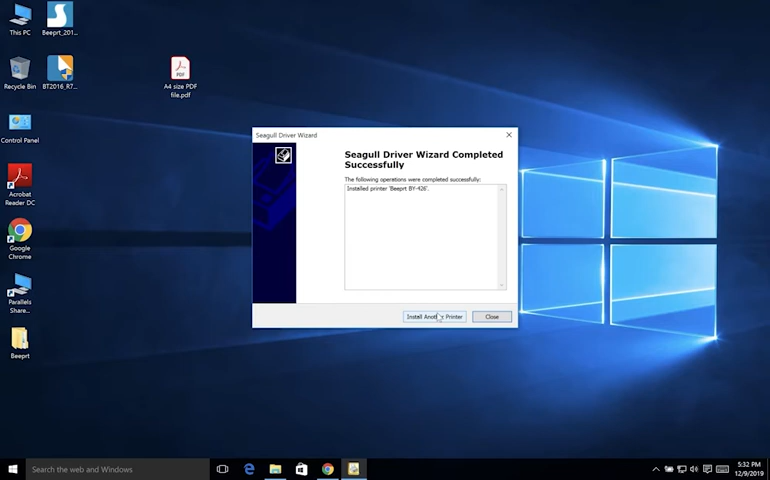 This PC
Beeprt_201...
Recycle Bin
BT2016_R7...
A4 size PDF
file.pdf
Control Panel
Acrobat
Reader DC
Google
Chrome
Parallels
Share...
Beeprt
Seagull Driver Wizard
Seagull Driver Wizard Completed
Successfully
The following operations were completed successfully:
Installed printer 'Beeprt BY-426'.
Install Another Printer
Close
Search the web and Windows
5:32 PM
12/9/2019